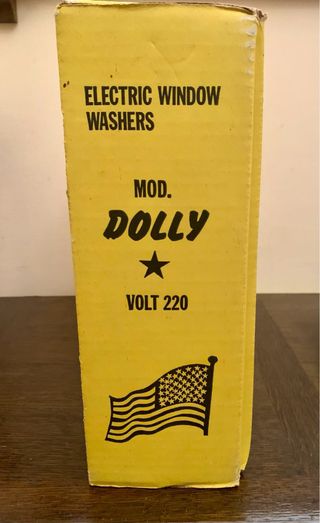 ELECTRIC WINDOW
WASHERS
MOD.
DOLLY
VOLT 220